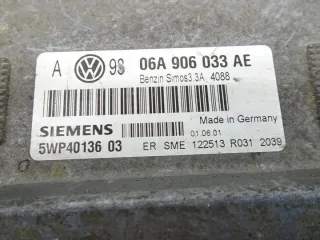 A 98 06A 906 033 AE
Benzin Simos3.3A, 4088
Made in Germany
SIEMENS 01.06.01
5WP40136 03 ER SME 122513 R031 2039